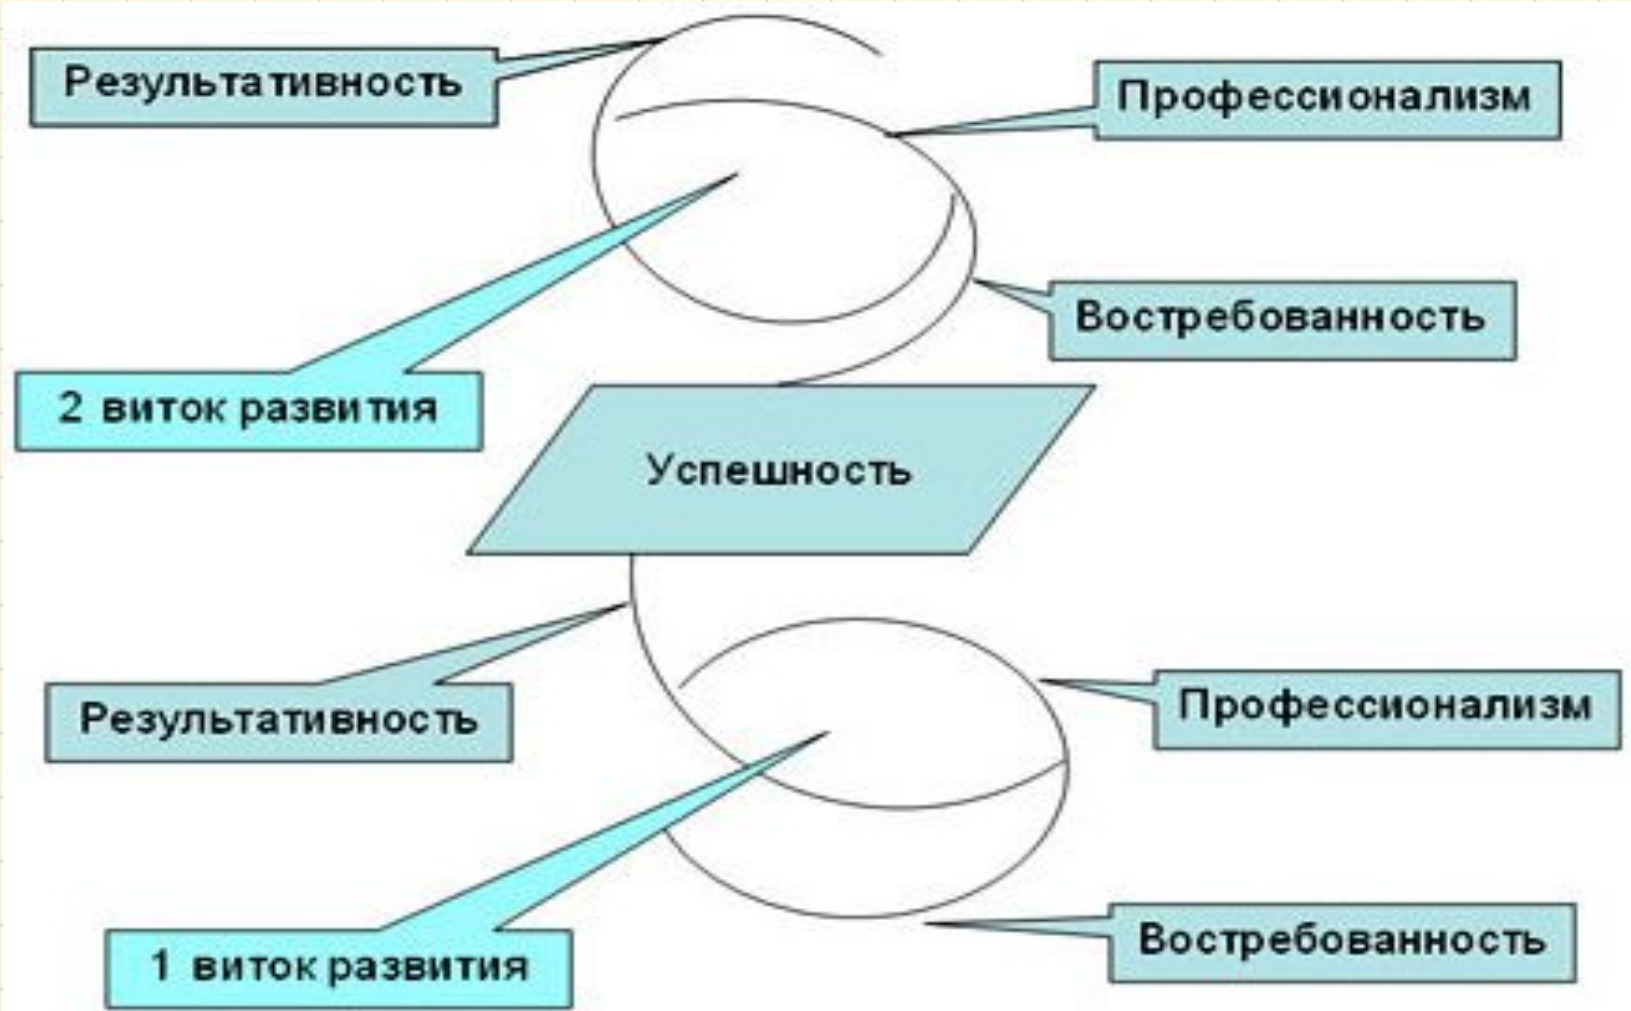 Результативность
Профессионализм
Востребованность
2 виток развития
Успешность
Результативность
Профессионализм
Востребованность
1 виток развития